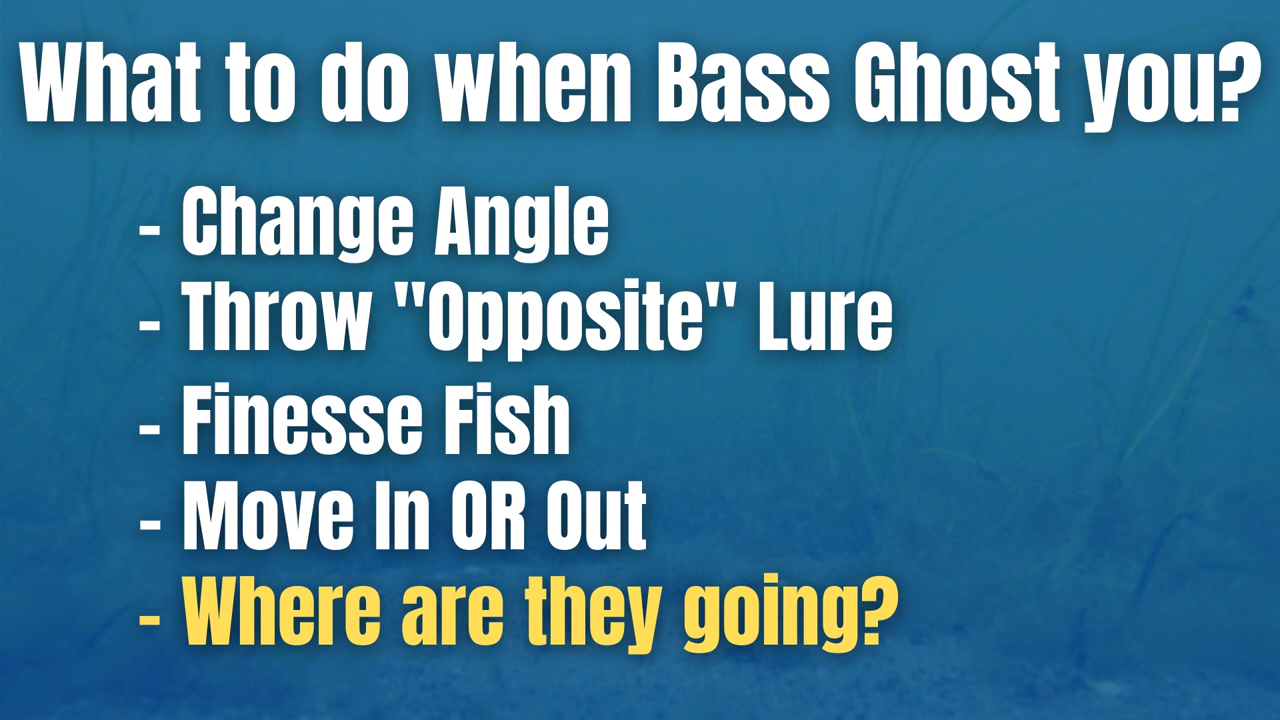 What to do when Bass Ghost you?
- Change Angle
- Throw "Opposite" Lure
- Finesse Fish
- Move In OR Out
- Where are they going?